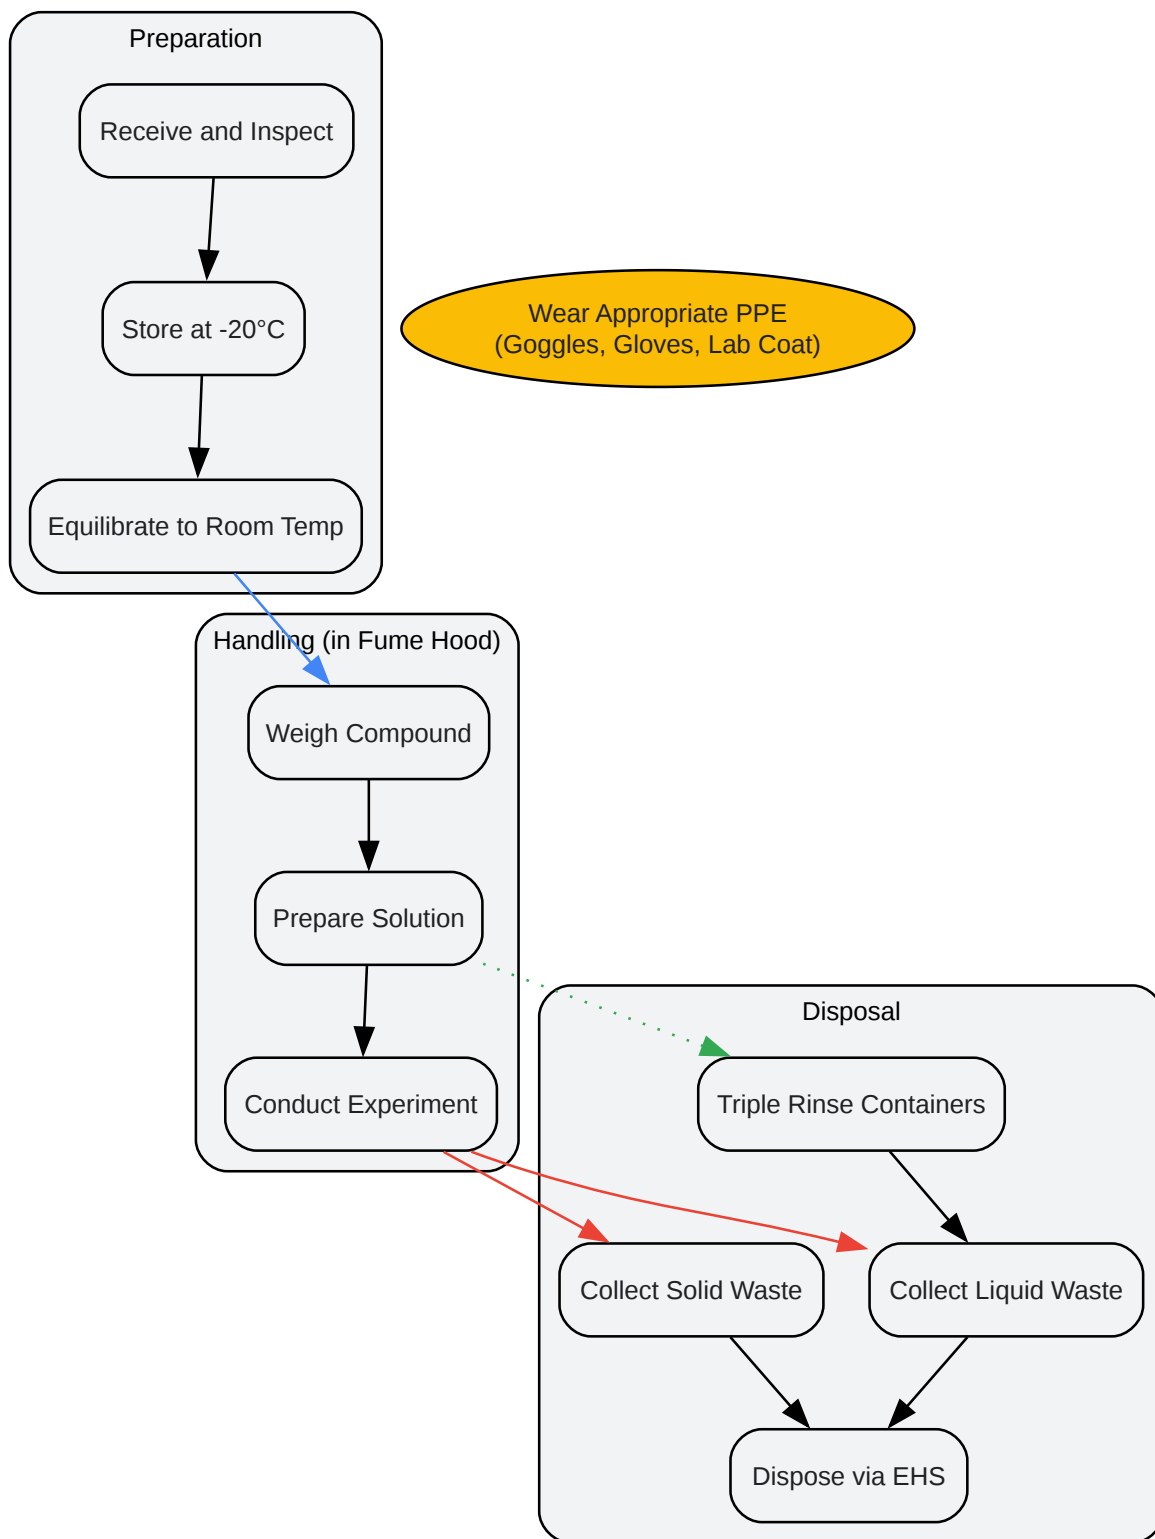 Preparation
Receive and Inspect
Store at -20°C
Wear Appropriate PPE
(Goggles, Gloves, Lab Coat)
Equilibrate to Room Temp
Handling (in Fume Hood)
Weigh Compound
Prepare Solution
Conduct Experiment
Disposal
Triple Rinse Containers
Collect Solid Waste
Collect Liquid Waste
Dispose via EHS